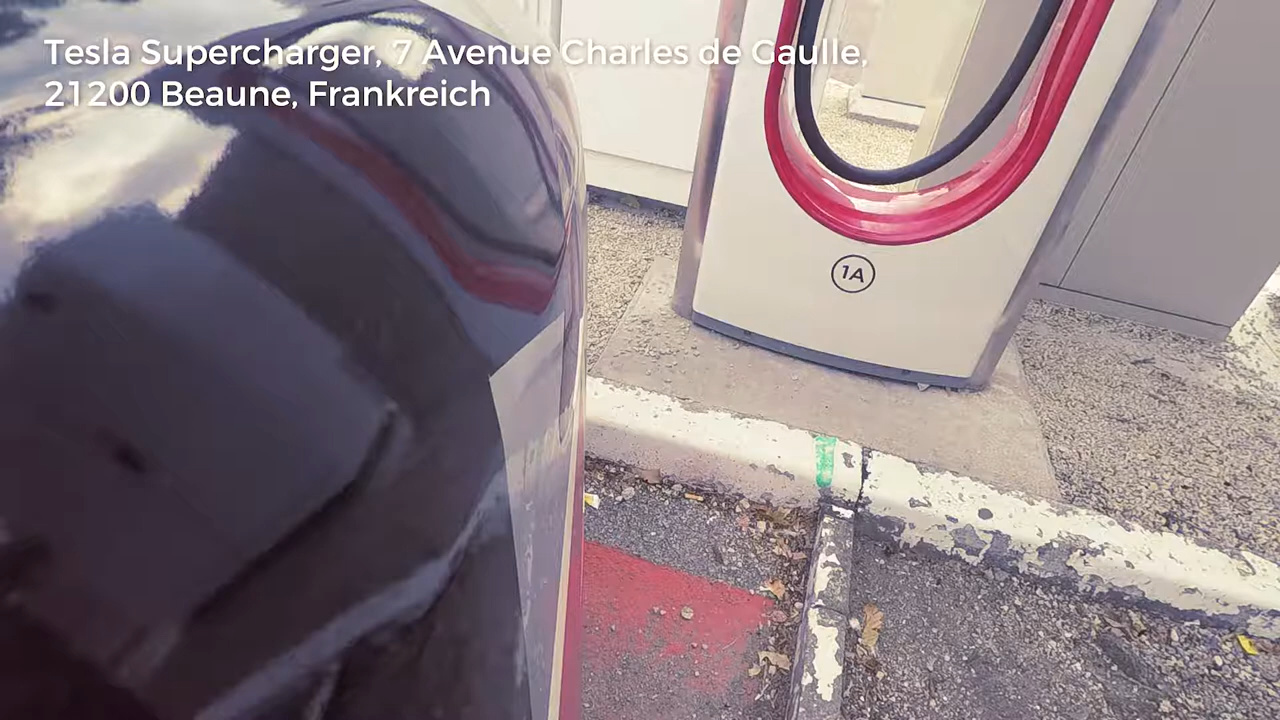 Tesla Supercharger, 7 Avenue Charles de Gaulle,
21200 Beaune, Frankreich
1A